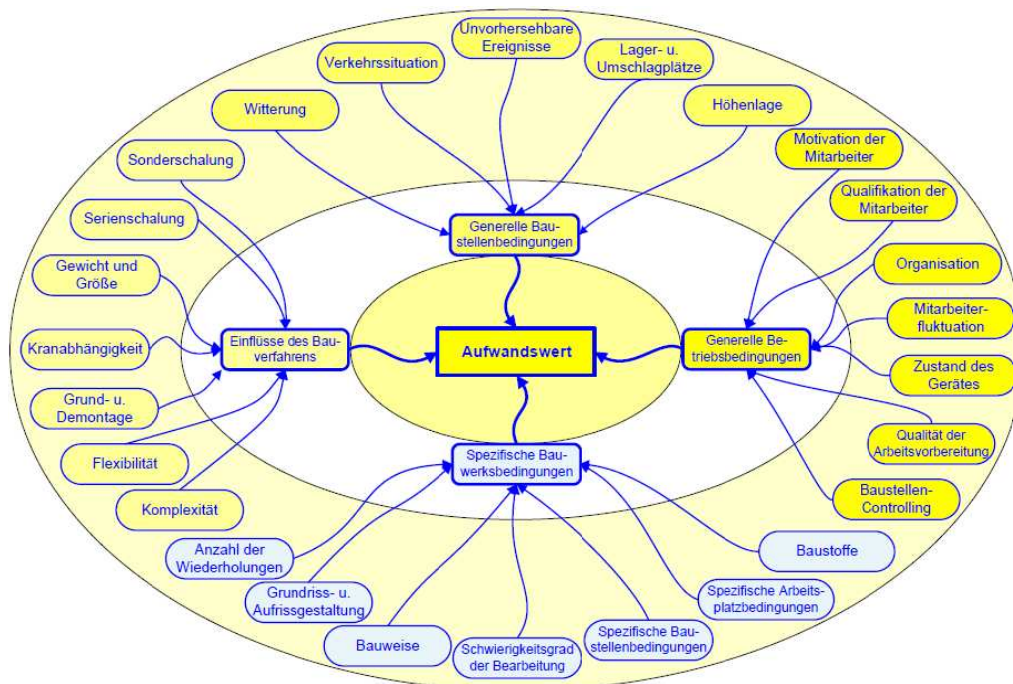 Unvorhersehbare
Ereignisse
Lager- u.
Umschlagplätze
Verkehrssituation
Höhenlage
Witterung
Motivation der
Mitarbeiter
Sonderschalung
Qualifikation der
Mitarbeiter
Serienschalung
Generelle Bau-
stellenbedingungen
Organisation
Gewicht und
Größe
Mitarbeiter-
fluktuation
Kranabhängigkeit
Einflüsse des Bau-
verfahrens
Aufwandswert
Generelle Be-
triebsbedingungen
Zustand des
Gerätes
Grund- u.
Demontage
Qualität der
Arbeitsvorbereitung
Flexibilität
Spezifische Bau-
werksbedingungen
Komplexität
Baustellen-
Controlling
Anzahl der
Wiederholungen
Baustoffe
Grundriss- u.
Aufrissgestaltung
Spezifische Arbeits-
platzbedingungen
Bauweise
Schwierigkeitsgrad
der Bearbeitung
Spezifische Bau-
stellenbedingungen